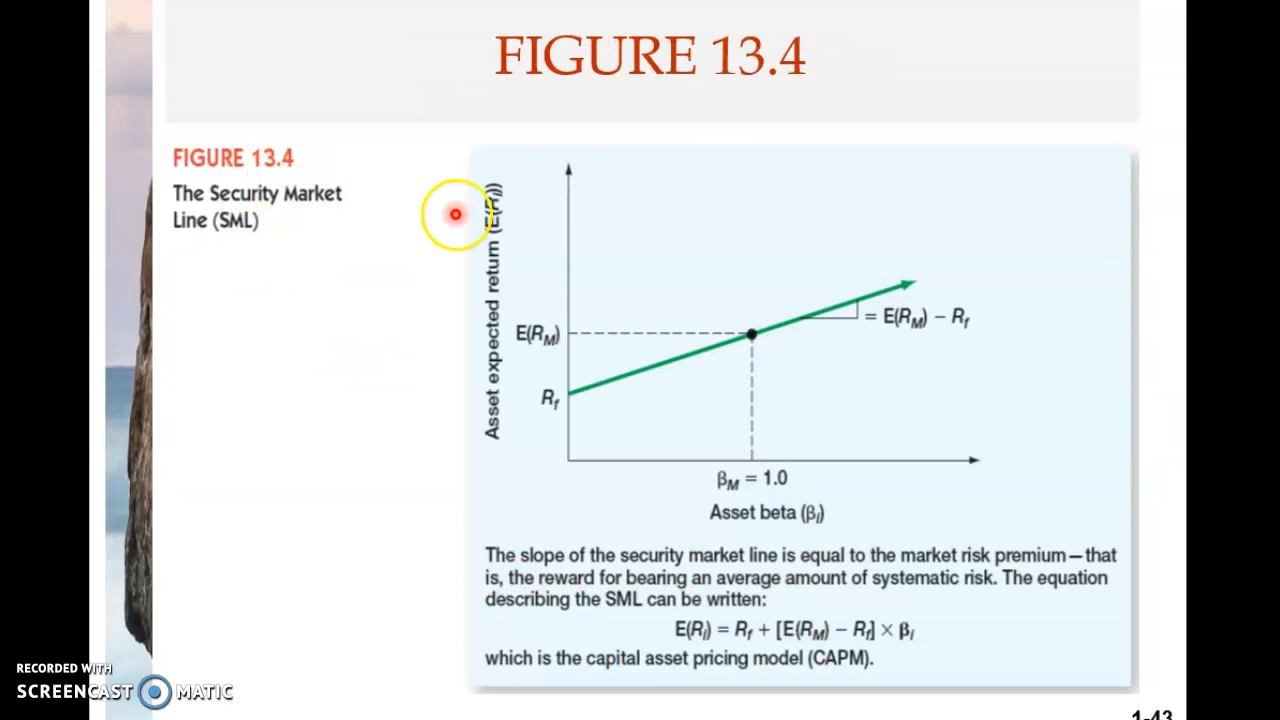 FIGURE 13.4
FIGURE 13.4
The Security Market
Line (SML)
Asset expected return (E(Ri))
E(RM)
Rf
= E(RM) − Rf
βM = 1.0
Asset beta (βi)
The slope of the security market line is equal to the market risk premium—that
is, the reward for bearing an average amount of systematic risk. The equation
describing the SML can be written:
E(Ri) = Rf + [E(RM) − Rf] × βi
which is the capital asset pricing model (CAPM).
RECORDED WITH
SCREENCAST MATIC
1-43